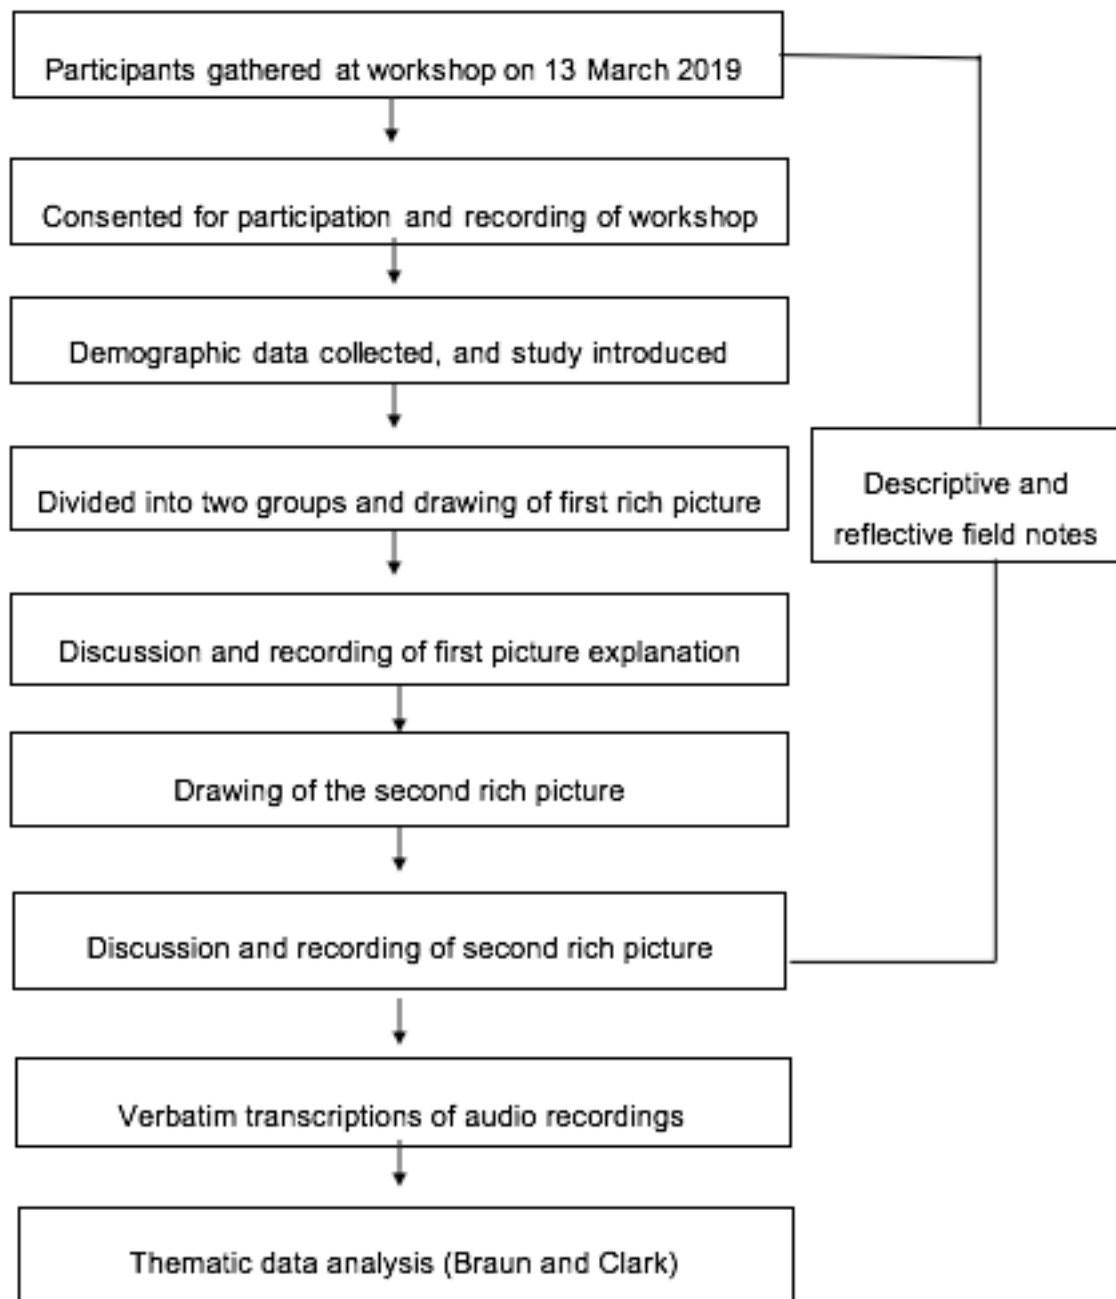 Participants gathered at workshop on 13 March 2019
Consented for participation and recording of workshop
Demographic data collected, and study introduced
Divided into two groups and drawing of first rich picture
Descriptive and
reflective field notes
Discussion and recording of first picture explanation
Drawing of the second rich picture
Discussion and recording of second rich picture
Verbatim transcriptions of audio recordings
Thematic data analysis (Braun and Clark)